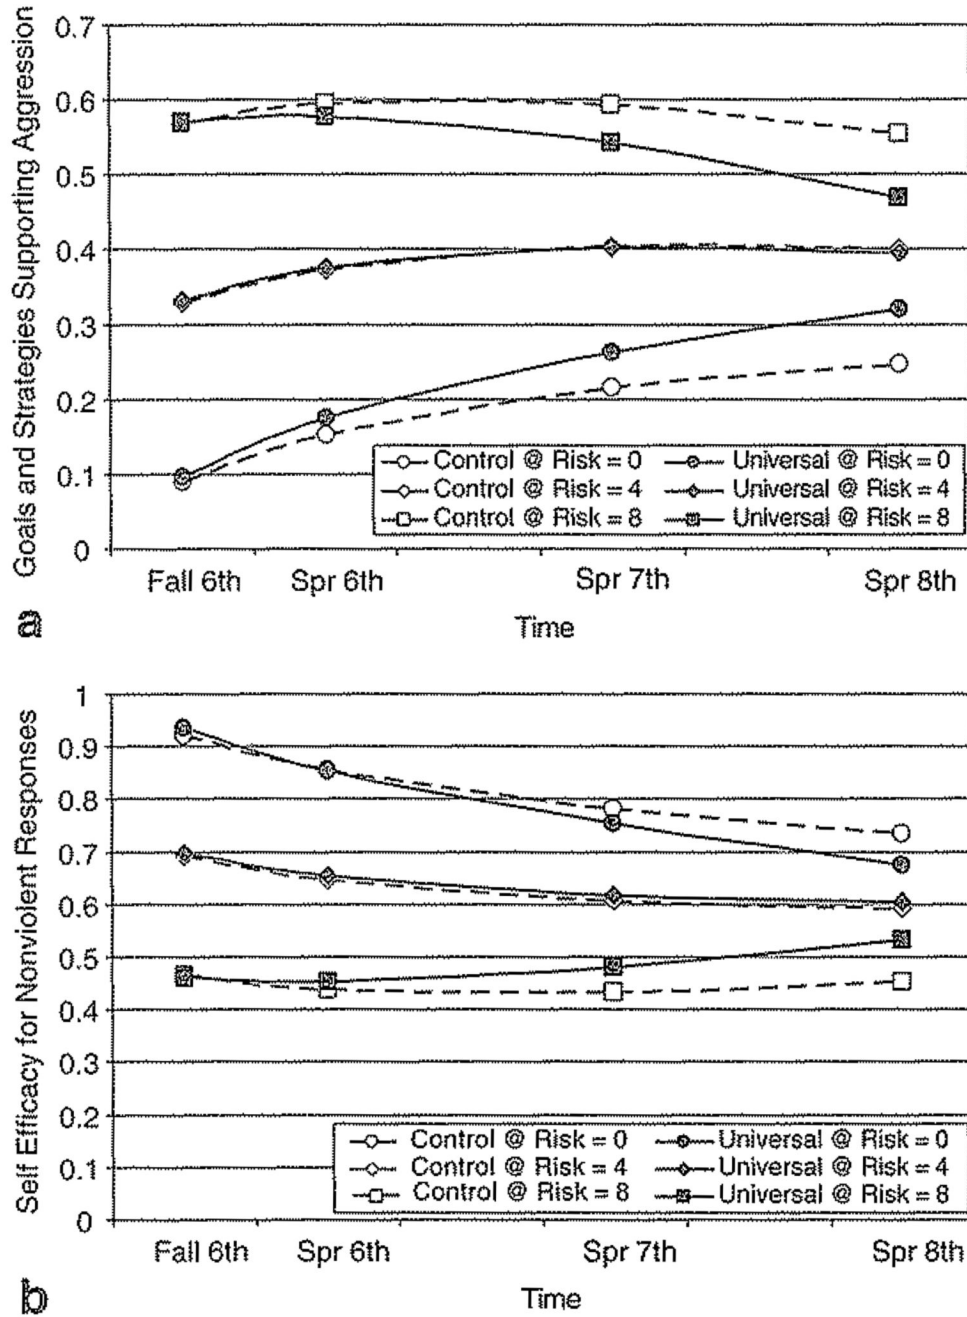 Goals and Strategies Supporting Aggression
0.7
0.6
0.5
0.4
0.3
0.2
0.1
0
Control @ Risk = 0 Universal @ Risk = 0
Control @ Risk = 4 Universal @ Risk = 4
Control @ Risk = 8 Universal @ Risk = 8
Fall 6th Spr 6th Spr 7th Spr 8th
Time
a
Self Efficacy for Nonviolent Responses
1
0.9
0.8
0.7
0.6
0.5
0.4
0.3
0.2
0.1
0
Control @ Risk = 0 Universal @ Risk = 0
Control @ Risk = 4 Universal @ Risk = 4
Control @ Risk = 8 Universal @ Risk = 8
Fall 6th Spr 6th Spr 7th Spr 8th
Time
b